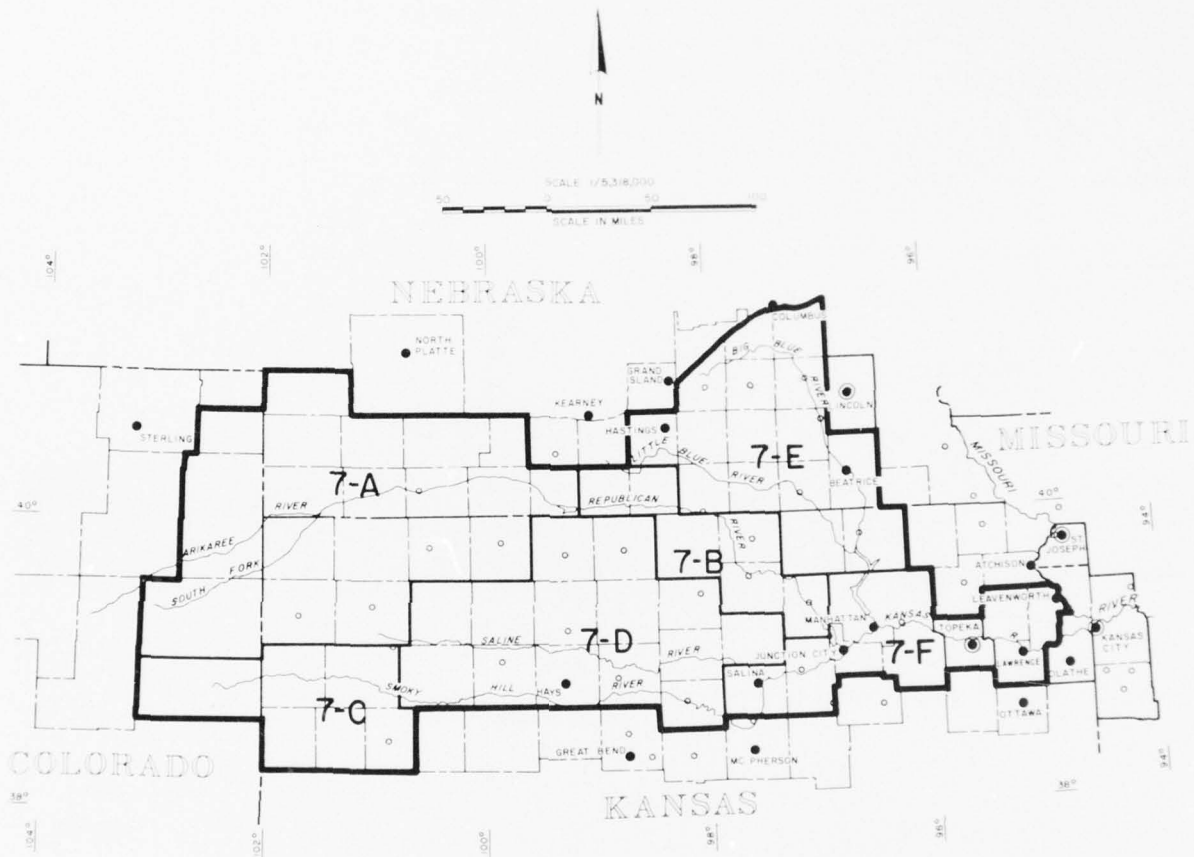 N
SCALE 1/5,318,000
50 0 50 100
SCALE IN MILES
104° 102° 100° 98° 96°
NEBRASKA
COLUMBUS
NORTH
PLATTE
BIG BLUE
RIVER
GRAND
ISLAND
LINCOLN
KEARNEY
STERLING
HASTINGS
MISSOURI
LITTLE
BLUE
RIVER
7-E
MISSOURI
7-A
BEATRICE
REPUBLICAN
RIVER
40°
RIVER
40°
94°
ARIKAREE
ST.
JOSEPH
SOUTH FORK
7-B
ATCHISON
LEAVENWORTH
MANHATTAN
KANSAS
RIVER
TOPEKA
KANSAS
CITY
SALINE
RIVER
7-D
JUNCTION CITY
7-F
R.
LAWRENCE
OLATHE
SMOKY
HILL
HAYS
RIVER
SALINA
7-C
OTTAWA
GREAT BEND
MC PHERSON
COLORADO
94°
38°
38°
KANSAS
104° 102° 100° 98° 96°